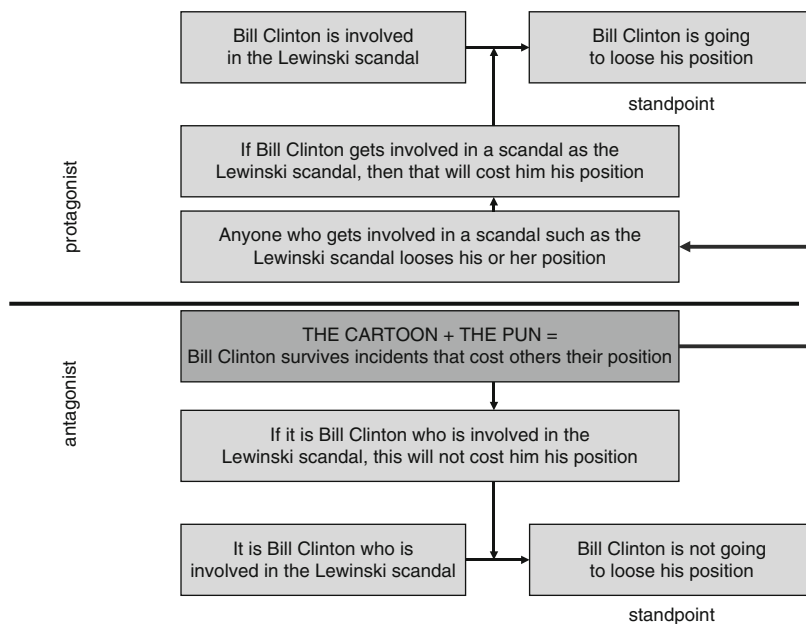 Bill Clinton is involved
in the Lewinski scandal
Bill Clinton is going
to loose his position
standpoint
If Bill Clinton gets involved in a scandal as the
Lewinski scandal, then that will cost him his position
protagonist
Anyone who gets involved in a scandal such as the
Lewinski scandal looses his or her position
THE CARTOON + THE PUN =
Bill Clinton survives incidents that cost others their position
antagonist
If it is Bill Clinton who is involved in the
Lewinski scandal, this will not cost him his position
It is Bill Clinton who is
involved in the Lewinski scandal
Bill Clinton is not going
to loose his position
standpoint